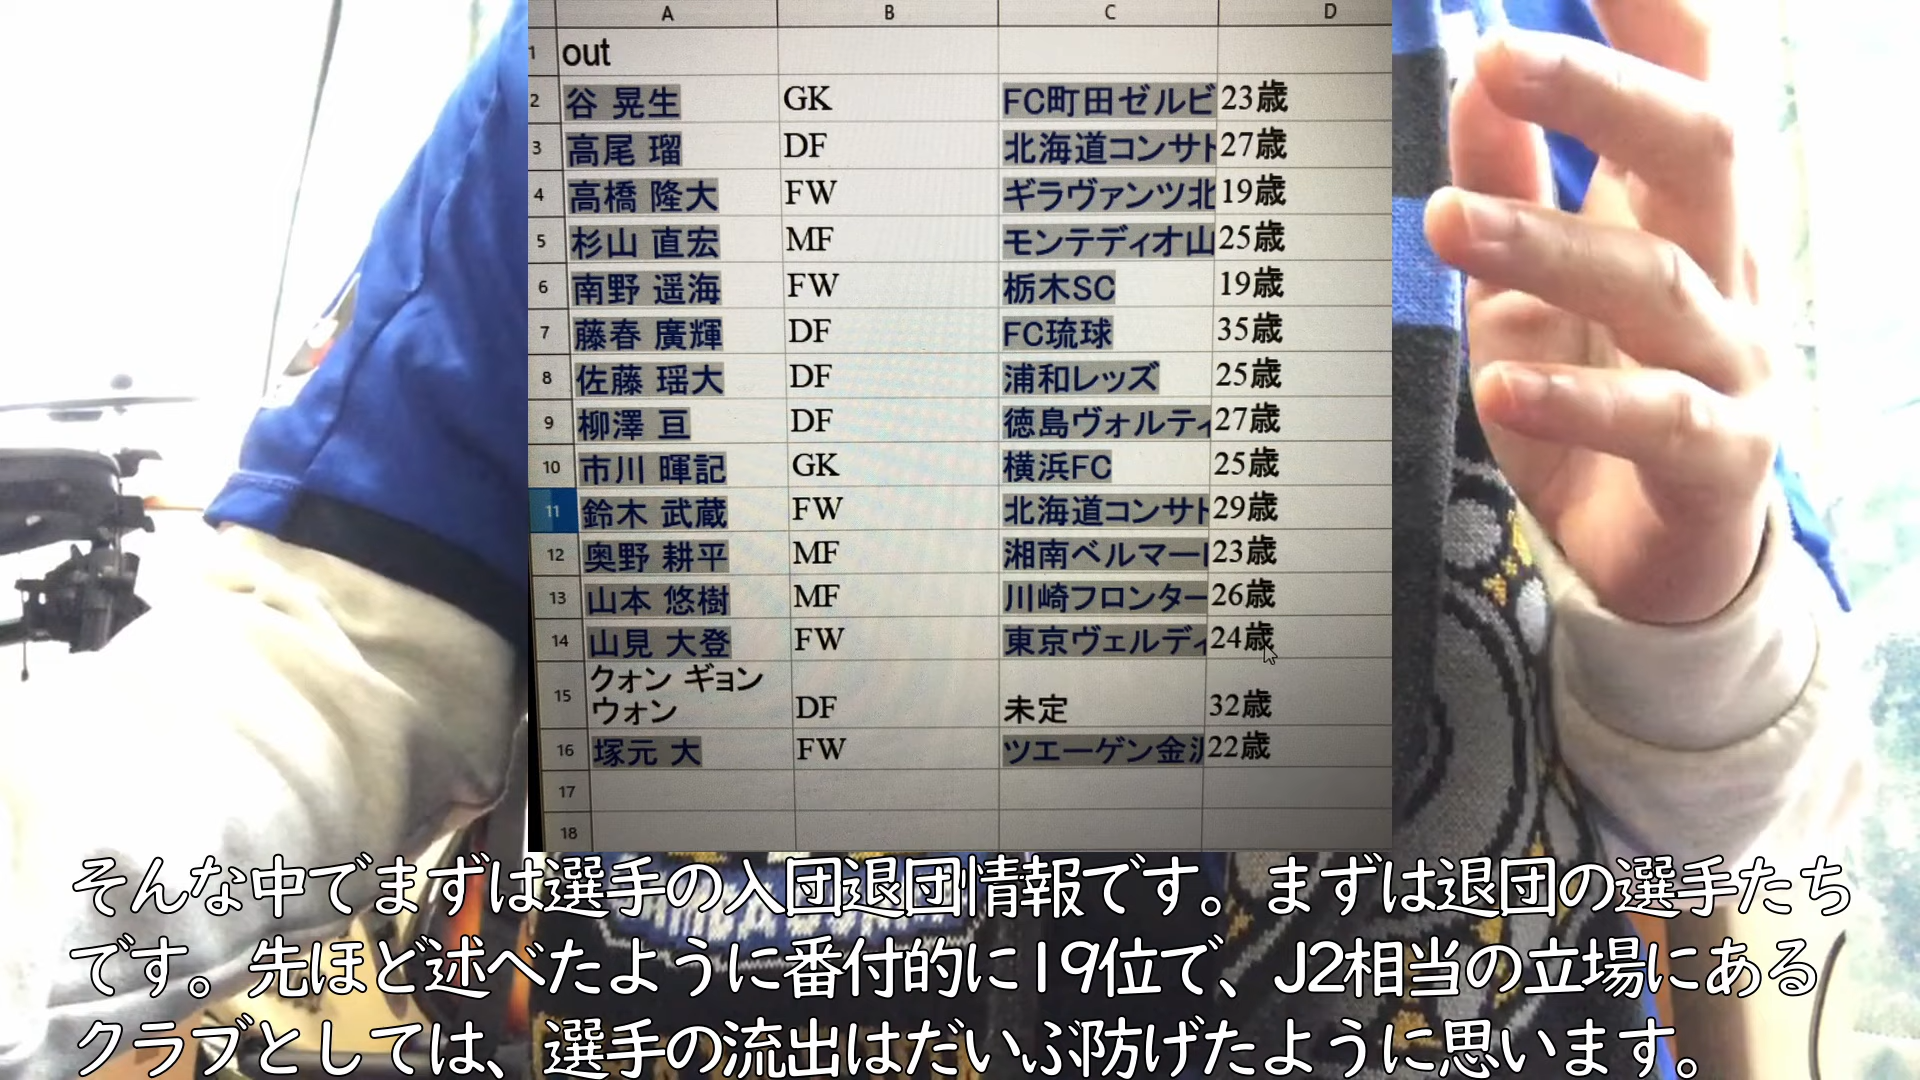 A B C D
1 out
2 谷 晃生 GK FC町田ゼルビ 23歳
3 高尾 瑠 DF 北海道コンサト 27歳
4 高橋 隆大 FW ギラヴァンツ北 19歳
5 杉山 直宏 MF モンテディオ山 25歳
6 南野 遥海 FW 栃木SC 19歳
7 藤春 廣輝 DF FC琉球 35歳
8 佐藤 瑶大 DF 浦和レッズ 25歳
9 柳澤 亘 DF 徳島ヴォルティ 27歳
10 市川 暉記 GK 横浜FC 25歳
11 鈴木 武蔵 FW 北海道コンサト 29歳
12 奥野 耕平 MF 湘南ベルマー 23歳
13 山本 悠樹 MF 川崎フロンター 26歳
14 山見 大登 FW 東京ヴェルディ 24歳
クォン ギョン
15 ウォン DF 未定 32歳
16 塚元 大 FW ツエーゲン金 22歳
17
18
そんな中でまずは選手の入団退団情報です。まずは退団の選手たち
です。先ほど述べたように番付的に19位で、J2相当の立場にある
クラブとしては、選手の流出はだいぶ防げたように思います。